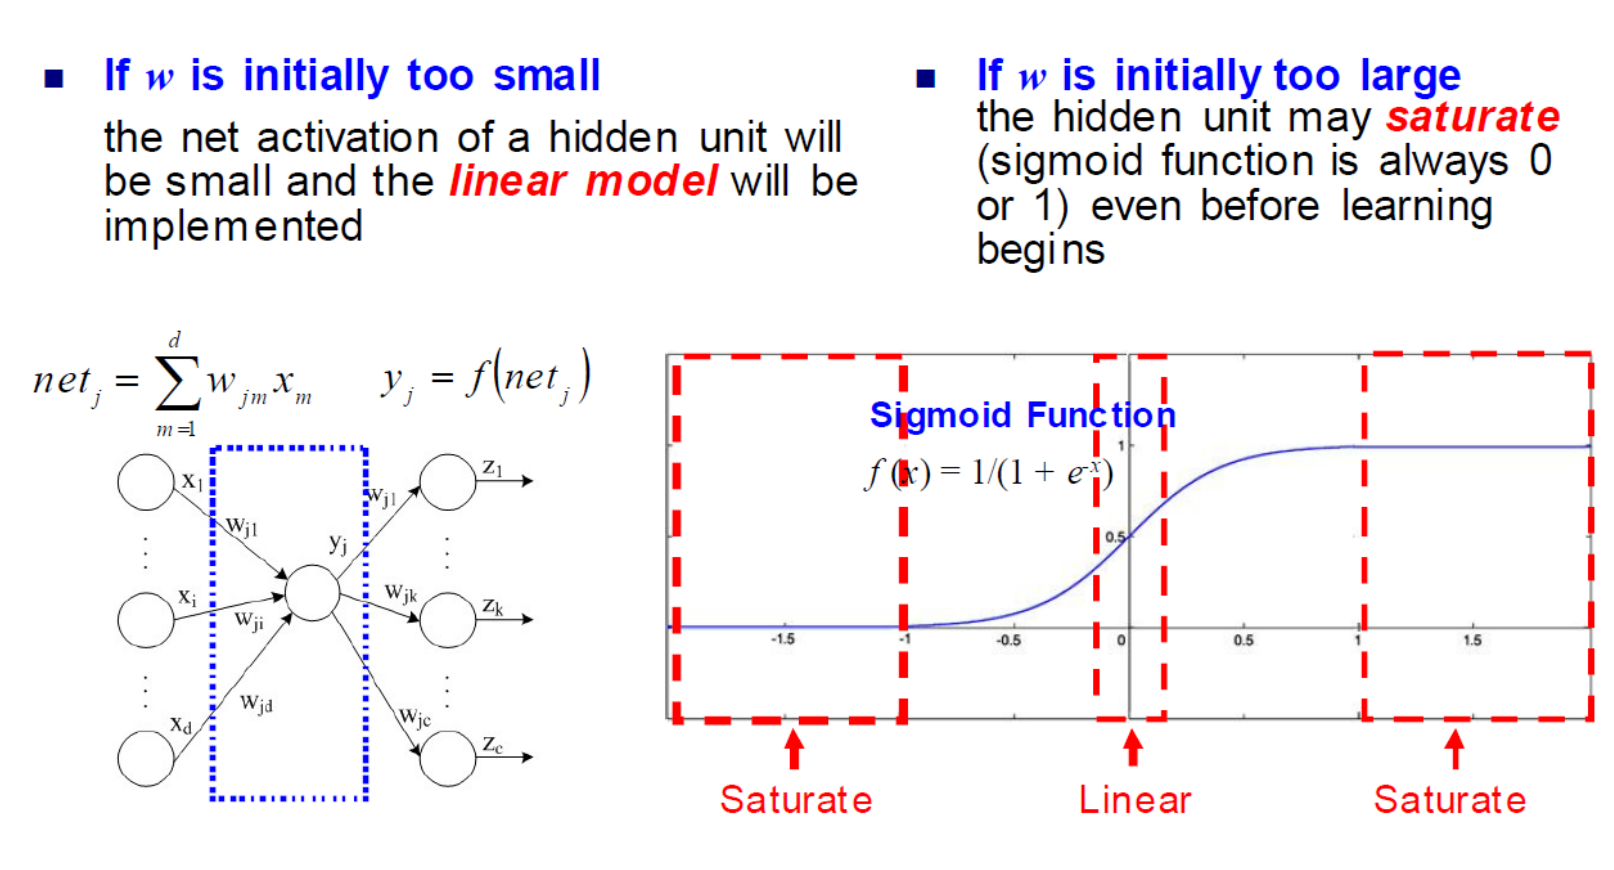 If w is initially too small
the net activation of a hidden unit will
be small and the linear model will be
implemented
If w is initially too large
the hidden unit may saturate
(sigmoid function is always 0
or 1) even before learning
begins
net_j = \sum_{m=1}^{d} w_{jm} x_m
y_j = f(net_j)
x1
wj1
yj
wj1
z1
xi
wji
wjk
zk
xd
wjd
wjc
zc
Sigmoid Function
f (x) = 1/(1 + e^{-x})
1
0.5
-1.5
-1
-0.5
0
0.5
1
1.5
Saturate
Linear
Saturate